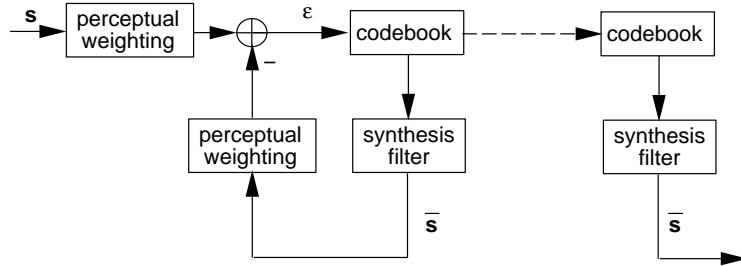 s
perceptual
weighting
–
ε
codebook
codebook
perceptual
weighting
synthesis
filter
synthesis
filter
s̅
s̅